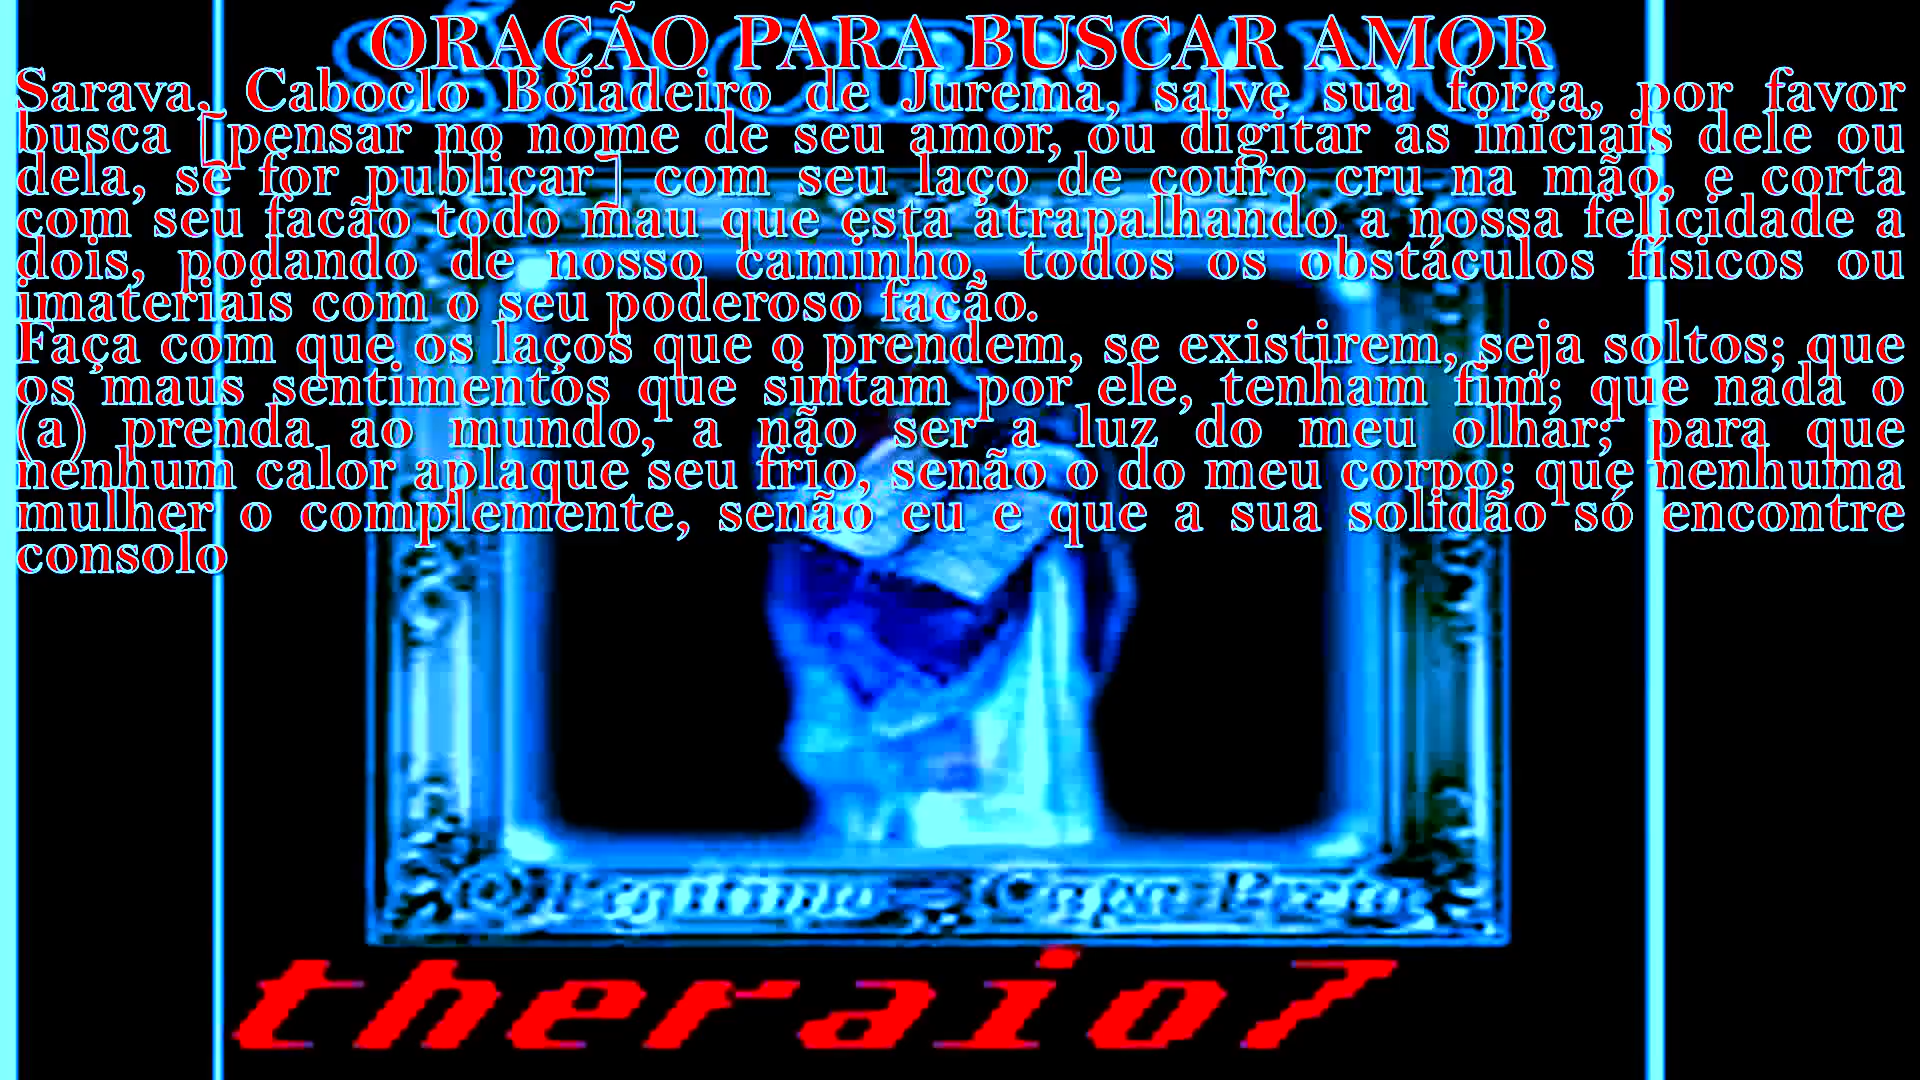 ORAÇÃO PARA BUSCAR AMOR
Sarava, Caboclo Boiadeiro de Jurema, salve sua força, por favor
busca [pensar no nome de seu amor, ou digitar as iniciais dele ou
dela, se for publicar] com seu laço de couro cru na mão, e corta
com seu facão todo mau que esta atrapalhando a nossa felicidade a
dois, podando de nosso caminho, todos os obstáculos físicos ou
imateriais com o seu poderoso facão.
Faça com que os laços que o prendem, se existirem, seja soltos; que
os maus sentimentos que sintam por ele, tenham fim; que nada o
(a) prenda ao mundo, a não ser a luz do meu olhar; para que
nenhum calor aplaque seu frio, senão o do meu corpo; que nenhuma
mulher o complemente, senão eu e que a sua solidão só encontre
consolo
O Legítimo - Capa Preta
theraio7